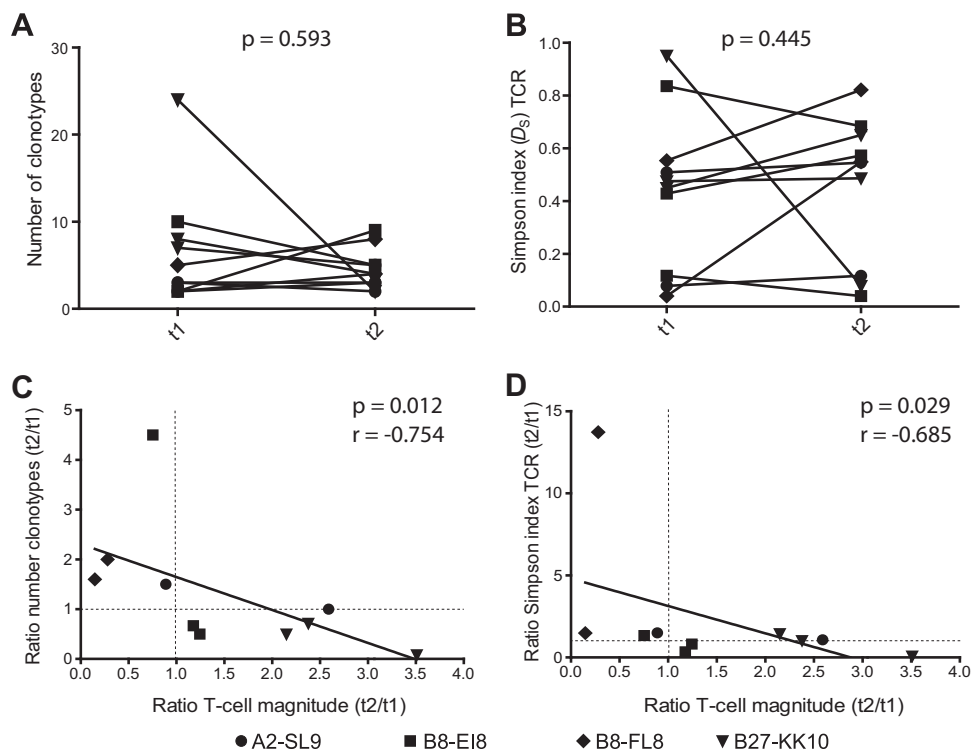 A
p = 0.593
Number of clonotypes
30
20
10
0
t1
t2
B
p = 0.445
Simpson index (DS) TCR
1.0
0.8
0.6
0.4
0.2
0.0
t1
t2
C
p = 0.012
r = -0.754
Ratio number clonotypes (t2/t1)
5
4
3
2
1
0
0.0 0.5 1.0 1.5 2.0 2.5 3.0 3.5 4.0
Ratio T-cell magnitude (t2/t1)
D
p = 0.029
r = -0.685
Ratio Simpson index TCR (t2/t1)
15
10
5
0
0.0 0.5 1.0 1.5 2.0 2.5 3.0 3.5 4.0
Ratio T-cell magnitude (t2/t1)
A2-SL9 B8-EI8 B8-FL8 B27-KK10